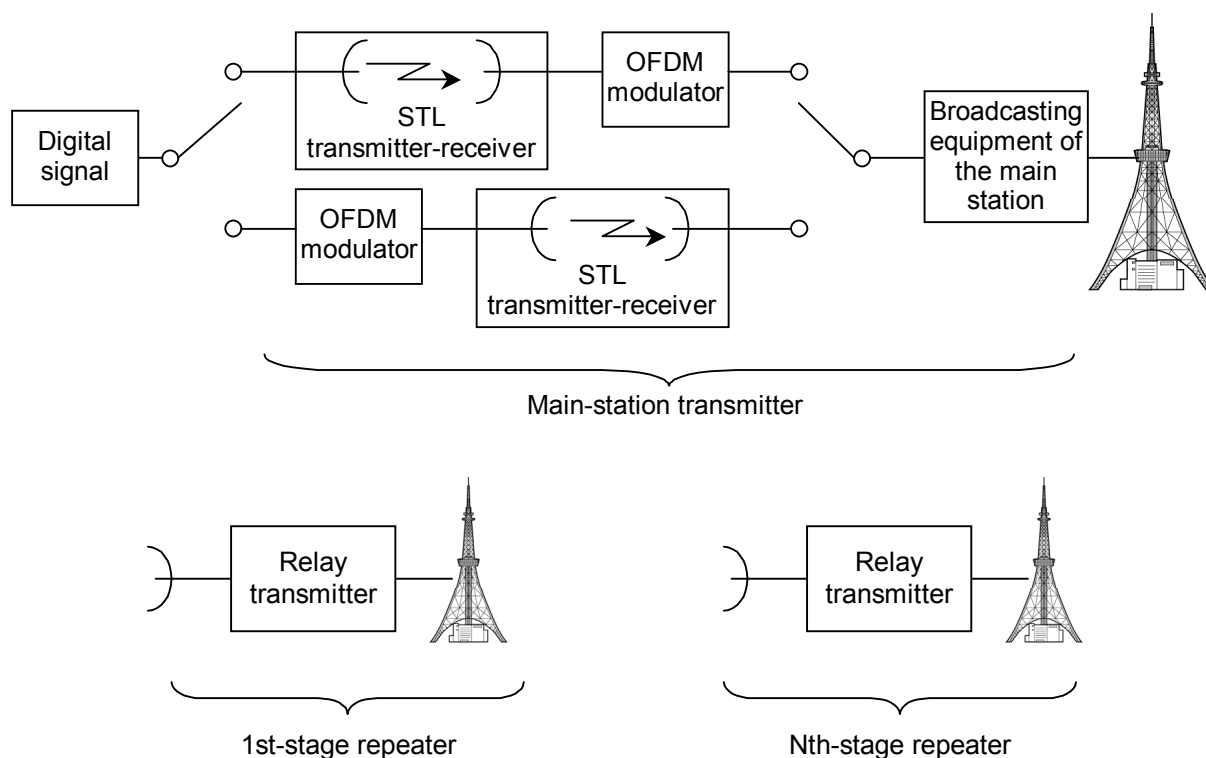 Digital
signal
STL
transmitter-receiver
OFDM
modulator
OFDM
modulator
STL
transmitter-receiver
Broadcasting
equipment of
the main
station
Main-station transmitter
Relay
transmitter
1st-stage repeater
Relay
transmitter
Nth-stage repeater